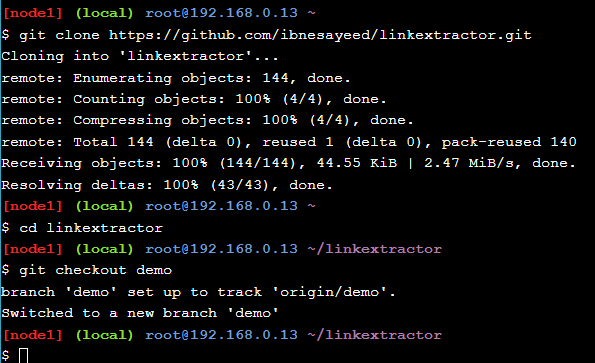 [node1] (local) root@192.168.0.13 ~
$ git clone https://github.com/ibnesayeed/linkextractor.git
Cloning into 'linkextractor'...
remote: Enumerating objects: 144, done.
remote: Counting objects: 100% (4/4), done.
remote: Compressing objects: 100% (4/4), done.
remote: Total 144 (delta 0), reused 1 (delta 0), pack-reused 140
Receiving objects: 100% (144/144), 44.55 KiB | 2.47 MiB/s, done.
Resolving deltas: 100% (43/43), done.
[node1] (local) root@192.168.0.13 ~
$ cd linkextractor
[node1] (local) root@192.168.0.13 ~/linkextractor
$ git checkout demo
branch 'demo' set up to track 'origin/demo'.
Switched to a new branch 'demo'
[node1] (local) root@192.168.0.13 ~/linkextractor
$